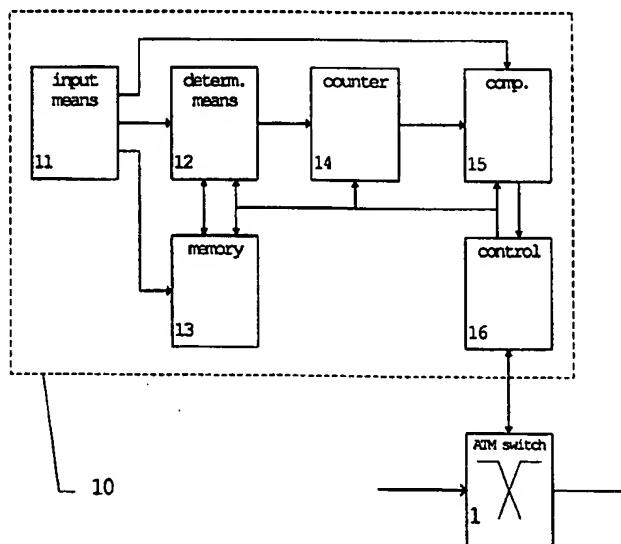 input
means
11
determ.
means
12
counter
14
comp.
15
memory
13
control
16
ATM switch
1
10